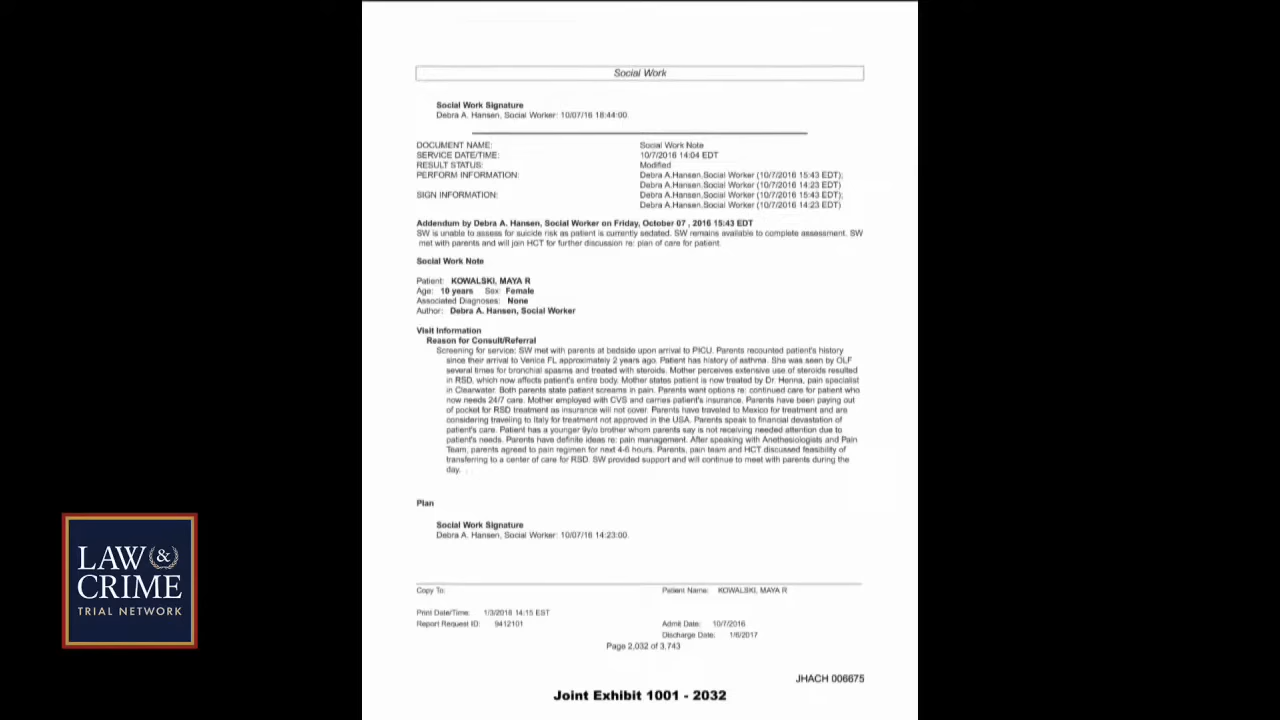 Social Work
Social Work Signature
Debra A. Hansen, Social Worker: 10/07/16 18:44:00.
DOCUMENT NAME: Social Work Note
SERVICE DATE/TIME: 10/7/2016 14:04 EDT
RESULT STATUS: Modified
PERFORM INFORMATION: Debra A.Hansen,Social Worker (10/7/2016 15:43 EDT);
Debra A.Hansen,Social Worker (10/7/2016 14:23 EDT)
SIGN INFORMATION: Debra A.Hansen,Social Worker (10/7/2016 15:43 EDT);
Debra A.Hansen,Social Worker (10/7/2016 14:23 EDT)
Addendum by Debra A. Hansen, Social Worker on Friday, October 07 , 2016 15:43 EDT
SW is unable to assess for suicide risk as patient is currently sedated. SW remains available to complete assessment. SW
met with parents and will join HCT for further discussion re: plan of care for patient.
Social Work Note
Patient: KOWALSKI, MAYA R
Age: 10 years Sex: Female
Associated Diagnoses: None
Author: Debra A. Hansen, Social Worker
Visit Information
Reason for Consult/Referral
Screening for service: SW met with parents at bedside upon arrival to PICU. Parents recounted patient's history
since their arrival to Venice FL approximately 2 years ago. Patient has history of asthma. She was seen by OLF
several times for bronchial spasms and treated with steroids. Mother perceives extensive use of steroids resulted
in RSD, which now affects patient's entire body. Mother states patient is now treated by Dr. Henna, pain specialist
in Clearwater. Both parents state patient screams in pain. Parents want options re: continued care for patient who
now needs 24/7 care. Mother employed with CVS and carries patient's insurance. Parents have been paying out
of pocket for RSD treatment as insurance will not cover. Parents have traveled to Mexico for treatment and are
considering traveling to Italy for treatment not approved in the USA. Parents speak to financial devastation of
patient's care. Patient has a younger 9y/o brother whom parents say is not receiving needed attention due to
patient's needs. Parents have definite ideas re: pain management. After speaking with Anethesiologists and Pain
Team, parents agreed to pain regimen for next 4-6 hours. Parents, pain team and HCT discussed feasibility of
transferring to a center of care for RSD. SW provided support and will continue to meet with parents during the
day. .
Plan
Social Work Signature
Debra A. Hansen, Social Worker: 10/07/16 14:23:00.
Copy To: Patient Name: KOWALSKI, MAYA R
Print Date/Time: 1/3/2018 14:15 EST
Report Request ID: 9412101 Admit Date: 10/7/2016
Discharge Date: 1/6/2017
Page 2,032 of 3,743
JHACH 006675
Joint Exhibit 1001 - 2032
LAW &
CRIME
TRIAL NETWORK